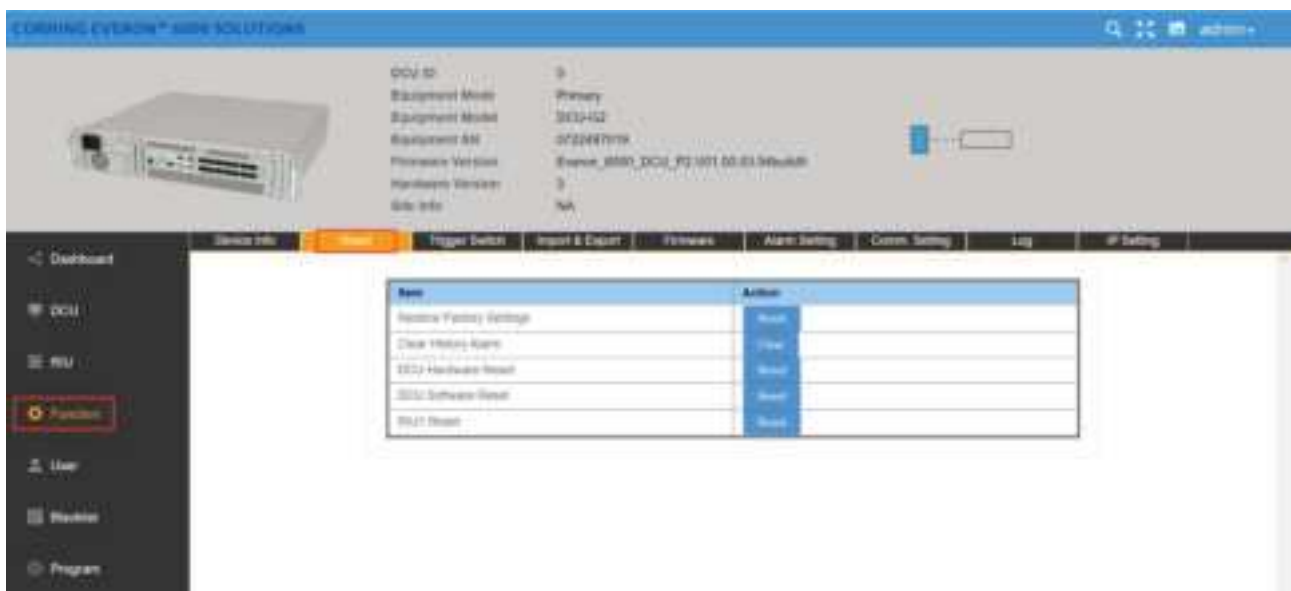 CORNING EVERON™ 6000 SOLUTIONS
admin
DCU ID 0
Equipment Mode Primary
Equipment Model DCU-G2
Equipment SN
Firmware Version
Hardware Version
Site Info NA
Device Info Reset Trigger Switch Import & Export Firmware Alarm Setting Comm. Setting Log IP Setting
Dashboard
DCU
RIU
Function
User
Program
Item Action
Restore Factory Settings Reset
Clear History Alarm Clear
DCU Hardware Reset Reset
DCU Software Reset Reset
Reset Reset